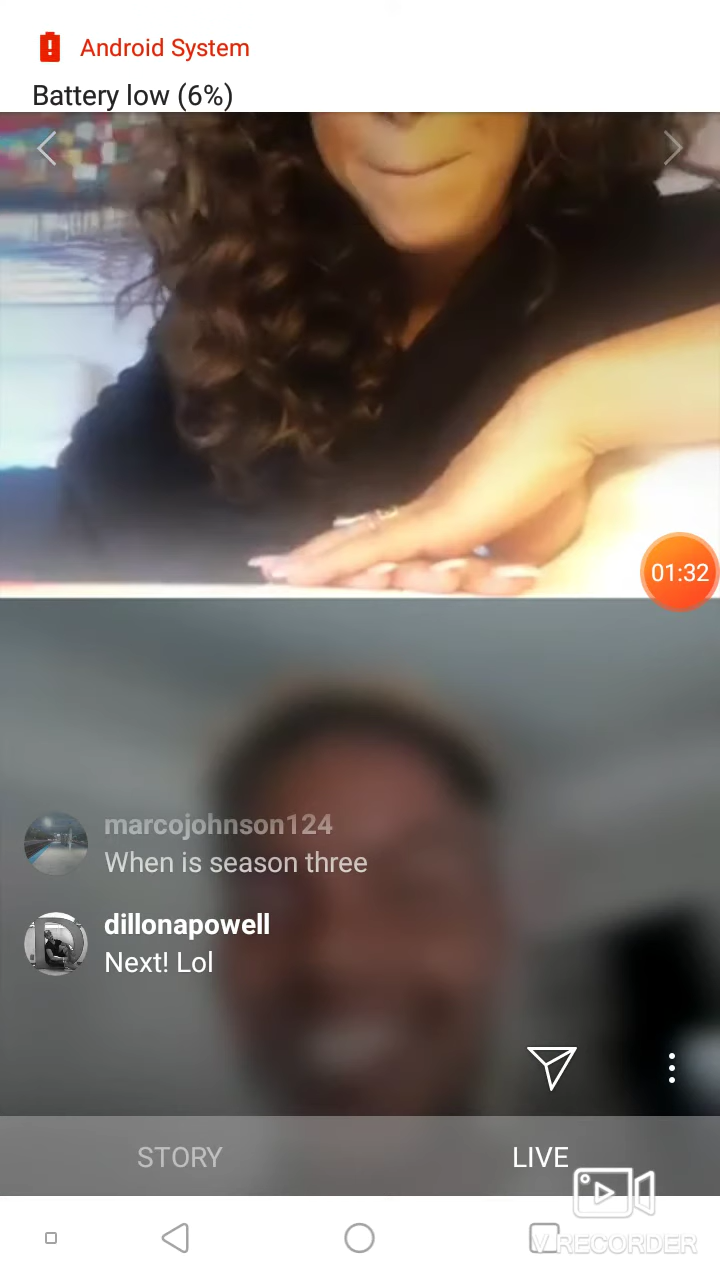 Android System
Battery low (6%)
01:32
marcojohnson124
When is season three
dillonapowell
Next! Lol
STORY
LIVE
V RECORDER